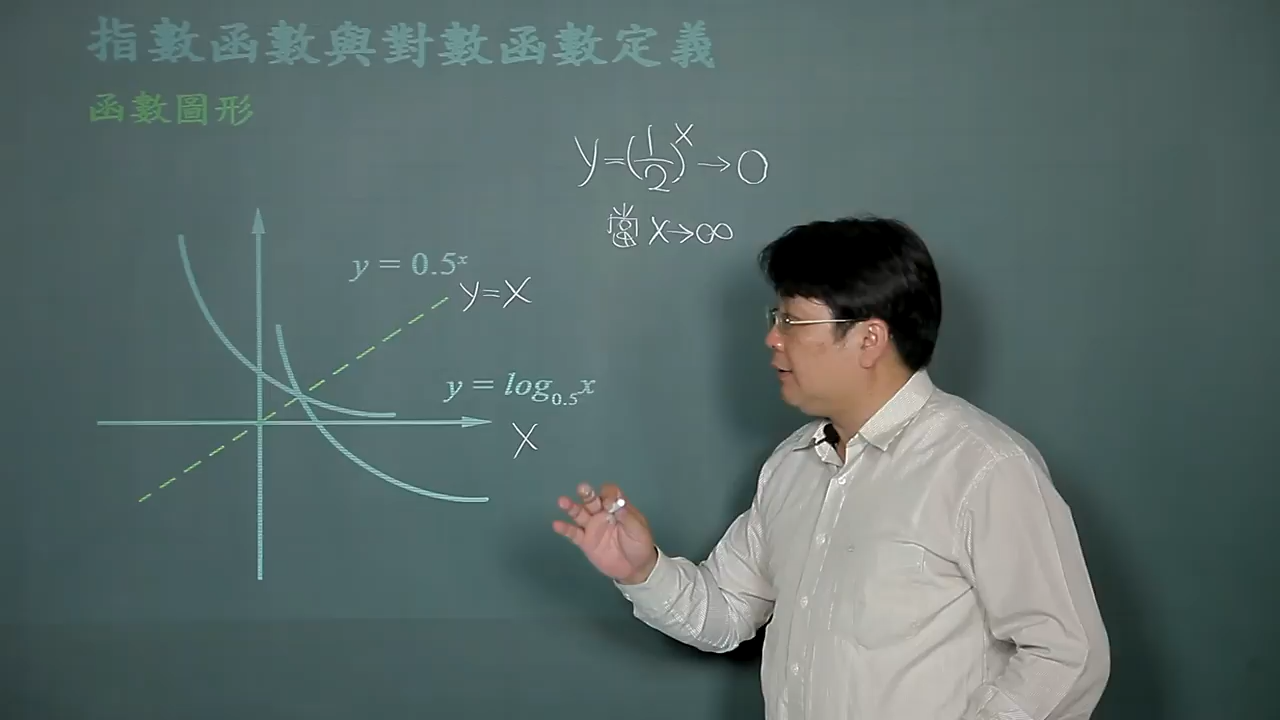 指數函數與對數函數定義
函數圖形
y=(1/2)^x→0
當 x→∞
y = 0.5^x
y=x
y = log_0.5 x
x